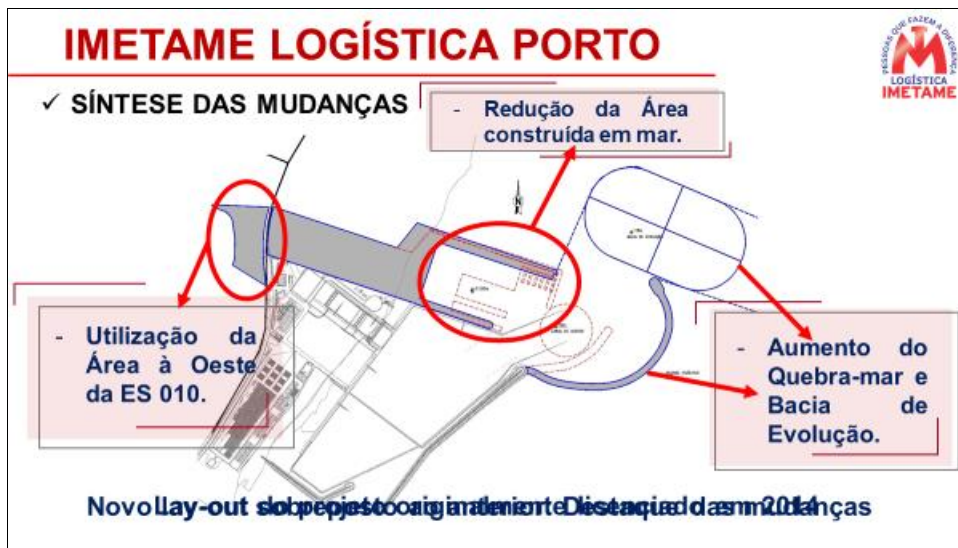 IMETAME LOGÍSTICA PORTO
PESSOAS QUE FAZEM A DIFERENÇA
LOGÍSTICA
IMETAME
✓ SÍNTESE DAS MUDANÇAS
- Redução da Área
construída em mar.
N
- Utilização da
Área à Oeste
da ES 010.
- Aumento do
Quebra-mar e
Bacia de
Evolução.